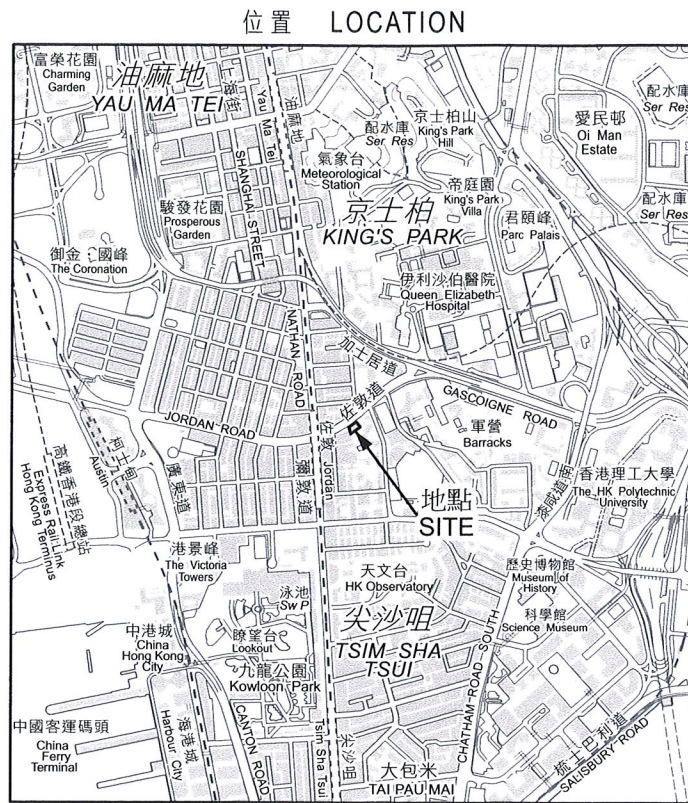 位置 LOCATION
富榮花園
Charming
Garden
油麻地
YAU MA TEI
上海街
SHANGHAI STREET
Yau Ma Tei
油麻地
配水庫
Ser Res
京士柏山
King's Park
Hill
氣象台
Meteorological
Station
愛民邨
Oi Man
Estate
配水庫
Ser Res
帝庭園
King's Park
Villa
配水庫
Ser Res
駿發花園
Prosperous
Garden
京士柏
KING'S PARK
君頤峰
Parc Palais
御金·國峰
The Coronation
伊利沙伯醫院
Queen Elizabeth
Hospital
NATHAN ROAD
加士居道
GASCOIGNE ROAD
佐敦道
JORDAN ROAD
軍營
Barracks
佐敦
Jordan
彌敦道
柯士甸
Austin
廣東道
高鐵香港段總站
Express Rail Link
Hong Kong Terminus
地點
SITE
漆咸道南
香港理工大學
The HK Polytechnic
University
港景峰
The Victoria
Towers
天文台
HK Observatory
歷史博物館
Museum of
History
泳池
Sw P
科學館
Science Museum
瞭望台
Lookout
尖沙咀
TSIM SHA
TSUI
中港城
China
Hong Kong
City
九龍公園
Kowloon Park
CHATHAM ROAD SOUTH
中國客運碼頭
China
Ferry
Terminal
海港城
Harbour City
CANTON ROAD
Tsim Sha Tsui
尖沙咀
大包米
TAI PAU MAI
梳士巴利道
SALISBURY ROAD